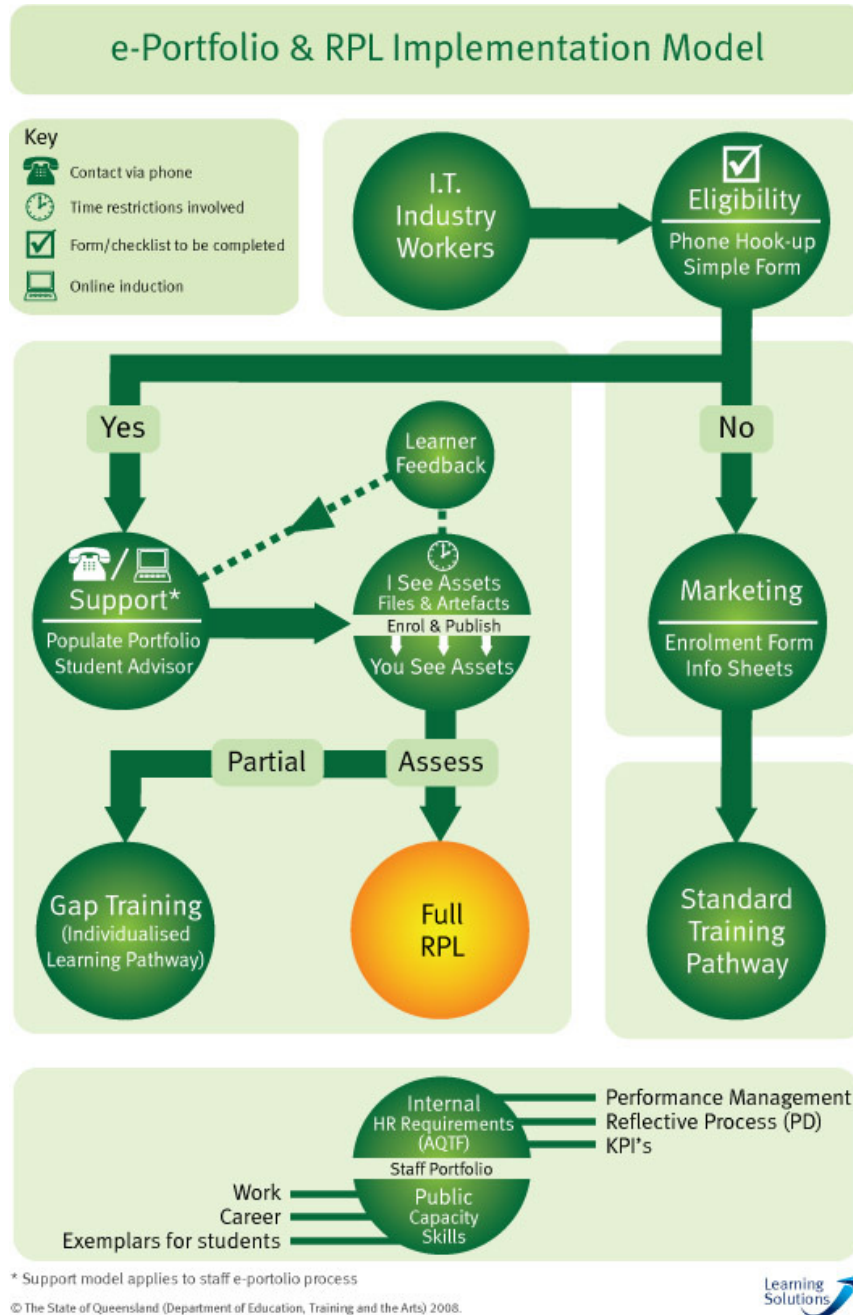 e-Portfolio & RPL Implementation Model
Key
Contact via phone
Time restrictions involved
Form/checklist to be completed
Online induction
I.T.
Industry
Workers
Eligibility
Phone Hook-up
Simple Form
Yes
No
Learner
Feedback
Support*
Populate Portfolio
Student Advisor
I See Assets
Files & Artefacts
Enrol & Publish
You See Assets
Marketing
Enrolment Form
Info Sheets
Partial
Assess
Gap Training
(Individualised
Learning Pathway)
Full
RPL
Standard
Training
Pathway
Internal
HR Requirements
(AQTF)
Staff Portfolio
Public
Capacity
Skills
Performance Management
Reflective Process (PD)
KPI's
Work
Career
Exemplars for students
* Support model applies to staff e-portolio process
© The State of Queensland (Department of Education, Training and the Arts) 2008.
Learning
Solutions